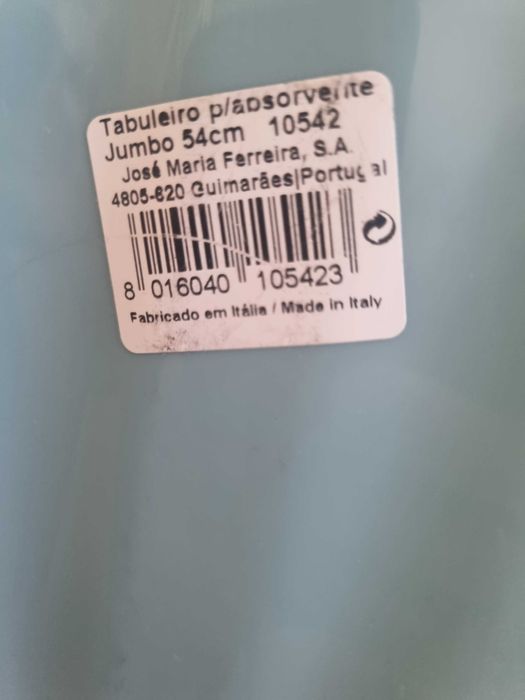 Tabuleiro p/absorvente
Jumbo 54cm 10542
José Maria Ferreira, S.A.
4805-620 Guimarães|Portugal
8 016040 105423
Fabricado em Itália / Made in Italy